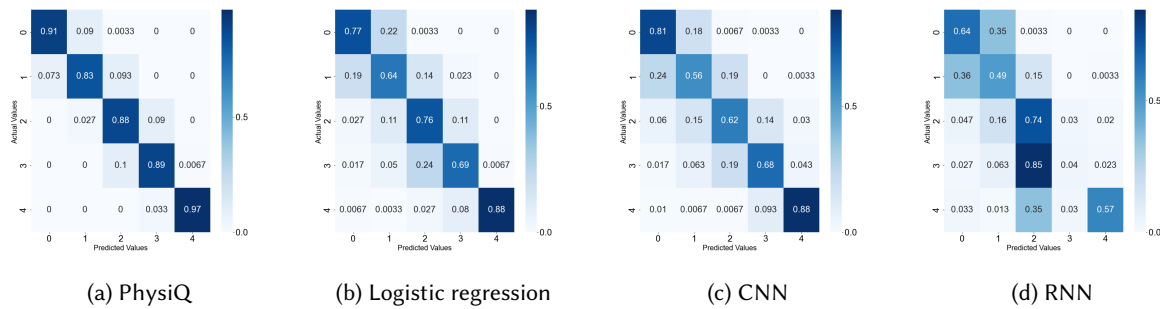 0 0.91 0.09 0.0033 0 0
1 0.073 0.83 0.093 0 0
2 0 0.027 0.88 0.09 0
3 0 0 0.1 0.89 0.0067
4 0 0 0 0.033 0.97
Actual Values
0 1 2 3 4
Predicted Values
0.5
0.0
(a) PhysiQ
0 0.77 0.22 0.0033 0 0
1 0.19 0.64 0.14 0.023 0
2 0.027 0.11 0.76 0.11 0
3 0.017 0.05 0.24 0.69 0.0067
4 0.0067 0.0033 0.027 0.08 0.88
Actual Values
0 1 2 3 4
Predicted Values
0.5
0.0
(b) Logistic regression
0 0.81 0.18 0.0067 0.0033 0
1 0.24 0.56 0.19 0 0.0033
2 0.06 0.15 0.62 0.14 0.03
3 0.017 0.063 0.19 0.68 0.043
4 0.01 0.0067 0.0067 0.093 0.88
Actual Values
0 1 2 3 4
Predicted Values
0.5
0.0
(c) CNN
0 0.64 0.35 0.0033 0 0
1 0.36 0.49 0.15 0 0.0033
2 0.047 0.16 0.74 0.03 0.02
3 0.027 0.063 0.85 0.04 0.023
4 0.033 0.013 0.35 0.03 0.57
Actual Values
0 1 2 3 4
Predicted Values
0.5
0.0
(d) RNN